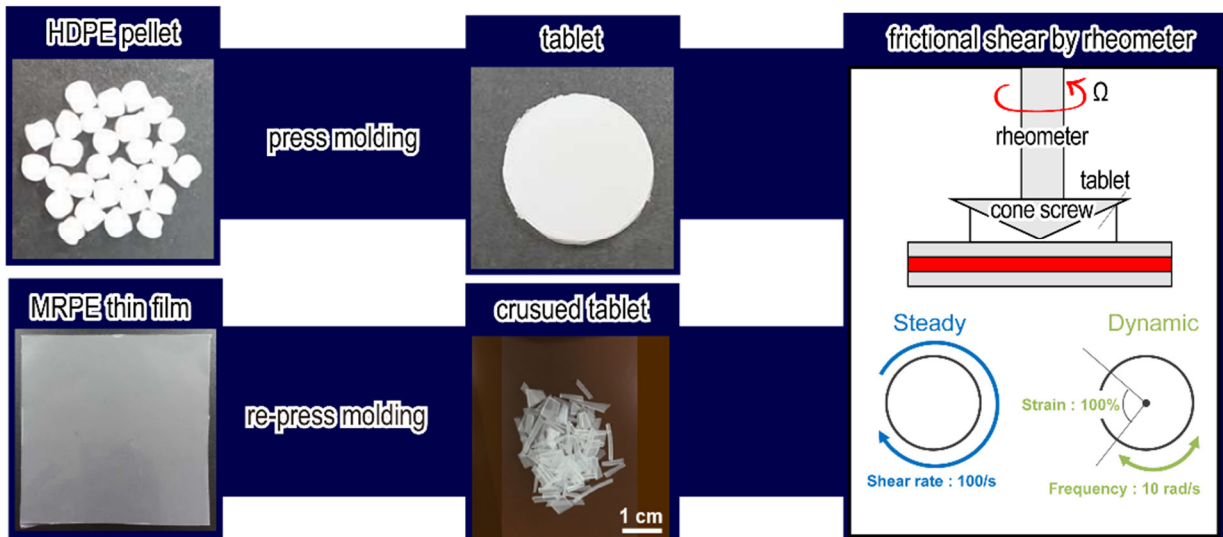 HDPE pellet
press molding
tablet
frictional shear by rheometer
Ω
rheometer
tablet
cone screw
MRPE thin film
re-press molding
crusued tablet
1 cm
Steady
Shear rate : 100/s
Dynamic
Strain : 100%
Frequency : 10 rad/s